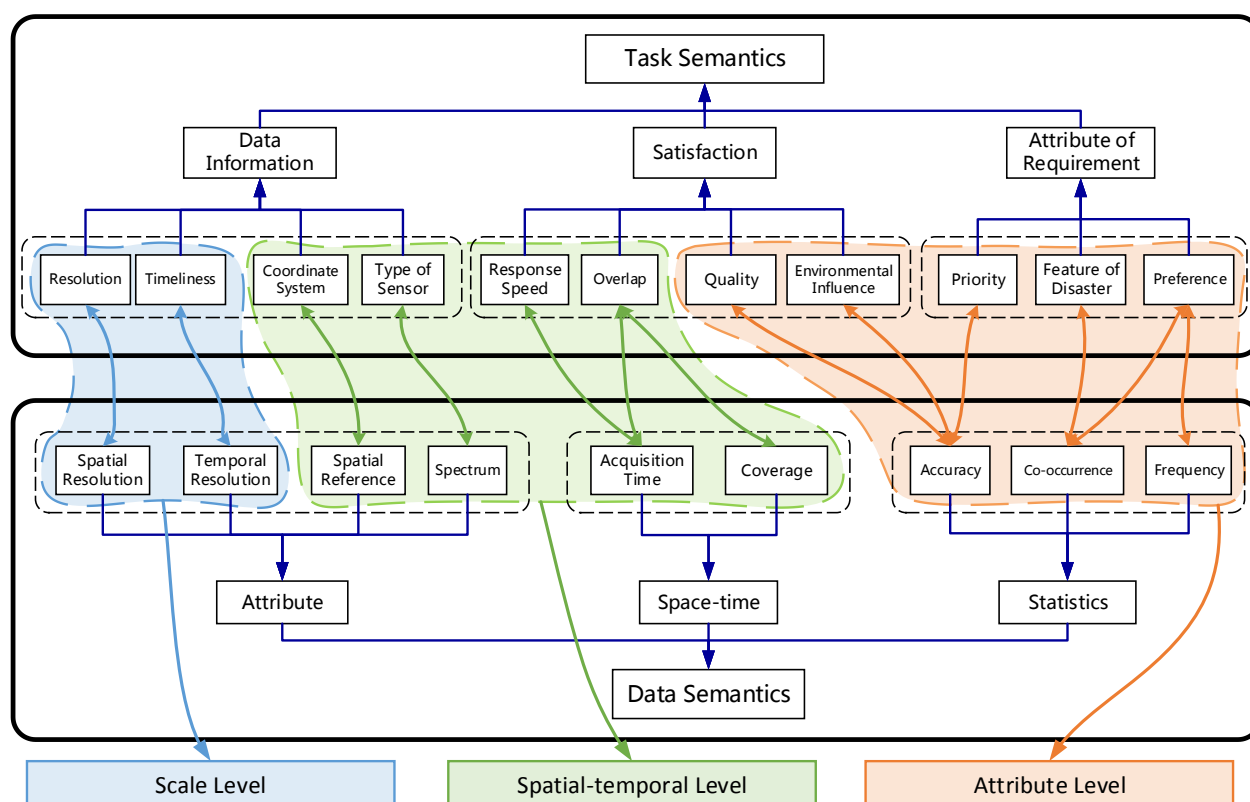 Task Semantics
Data
Information
Satisfaction
Attribute of
Requirement
Resolution
Timeliness
Coordinate
System
Type of
Sensor
Response
Speed
Overlap
Quality
Environmental
Influence
Priority
Feature of
Disaster
Preference
Spatial
Resolution
Temporal
Resolution
Spatial
Reference
Spectrum
Acquisition
Time
Coverage
Accuracy
Co-occurrence
Frequency
Attribute
Space-time
Statistics
Data Semantics
Scale Level
Spatial-temporal Level
Attribute Level